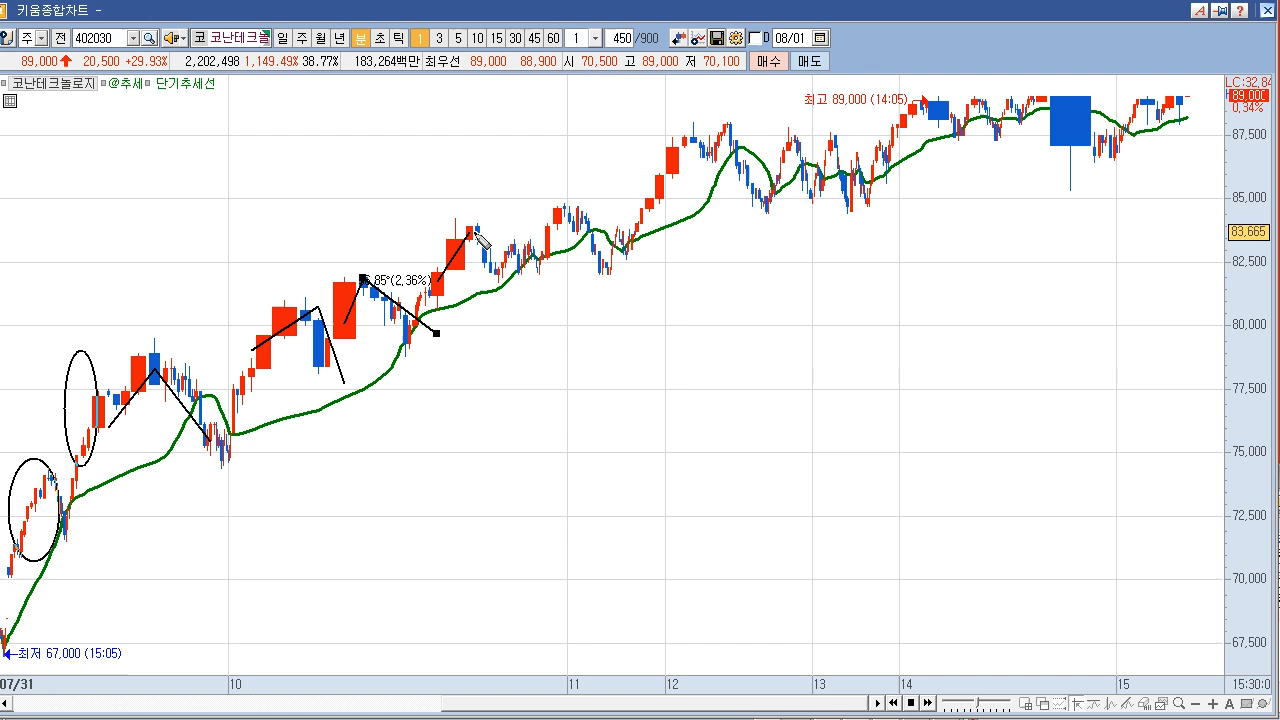 키움종합차트
주 전 402030 코 코난테크놀 일 주 월 년 분 초 틱 1 3 5 10 15 30 45 60 1 450 /900 D 08/01
89,000 20,500 +29.93% 2,202,498 1,149.49% 38.77% 183,264백만 최우선 89,000 88,900 시 70,500 고 89,000 저 70,100 매수 매도
코난테크놀로지 @추세 단기추세선
LC:32,84
최고 89,000 (14:05)
89,000
0.34%
87,500
85,000
83,665
82,500
85°(2,36%)
80,000
77,500
75,000
72,500
70,000
67,500
최저 67,000 (15:05)
07/31 10 11 12 13 14 15 15:30:0